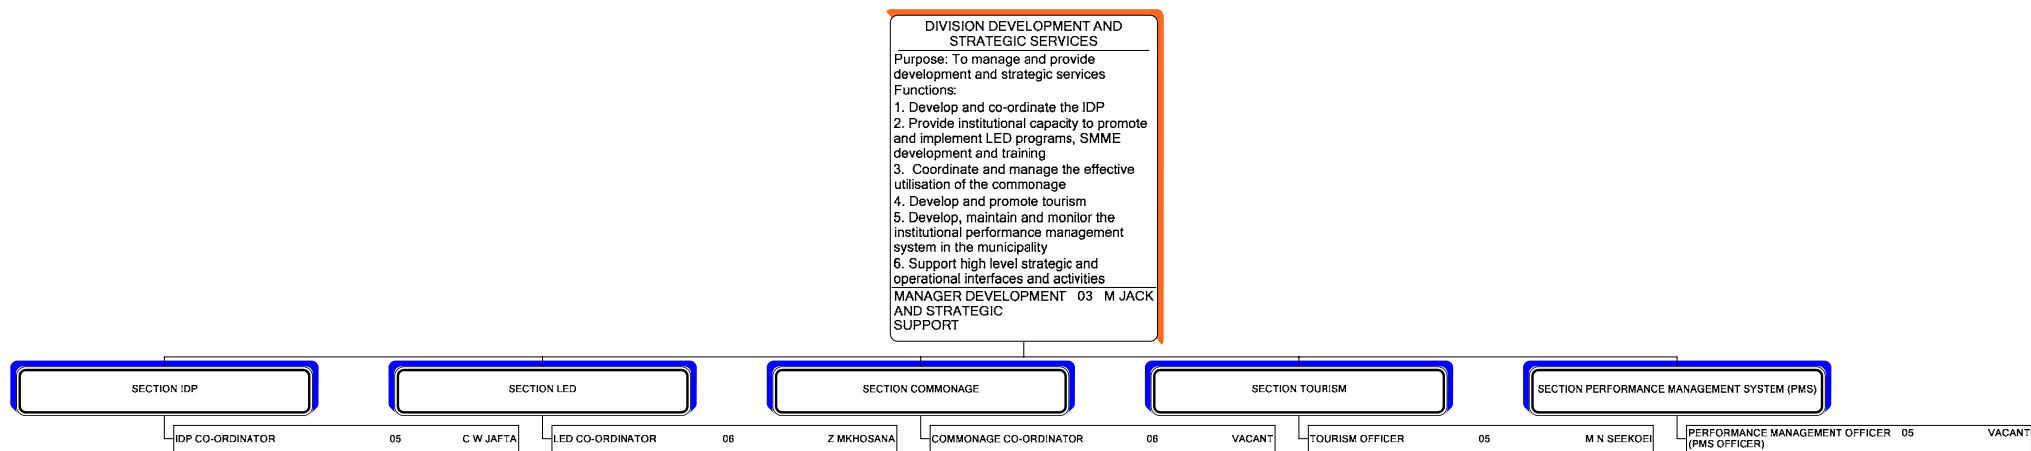 DIVISION DEVELOPMENT AND
STRATEGIC SERVICES
Purpose: To manage and provide
development and strategic services
Functions:
1. Develop and co-ordinate the IDP
2. Provide institutional capacity to promote
and implement LED programs, SMME
development and training
3. Coordinate and manage the effective
utilisation of the commonage
4. Develop and promote tourism
5. Develop, maintain and monitor the
institutional performance management
system in the municipality
6. Support high level strategic and
operational interfaces and activities
MANAGER DEVELOPMENT 03 M JACK
AND STRATEGIC
SUPPORT
SECTION IDP
SECTION LED
SECTION COMMONAGE
SECTION TOURISM
SECTION PERFORMANCE MANAGEMENT SYSTEM (PMS)
IDP CO-ORDINATOR 05 C W JAFTA
LED CO-ORDINATOR 06 Z MKHOSANA
COMMONAGE CO-ORDINATOR 06 VACANT
TOURISM OFFICER 05 M N SEEKOEI
PERFORMANCE MANAGEMENT OFFICER 05 VACANT
(PMS OFFICER)